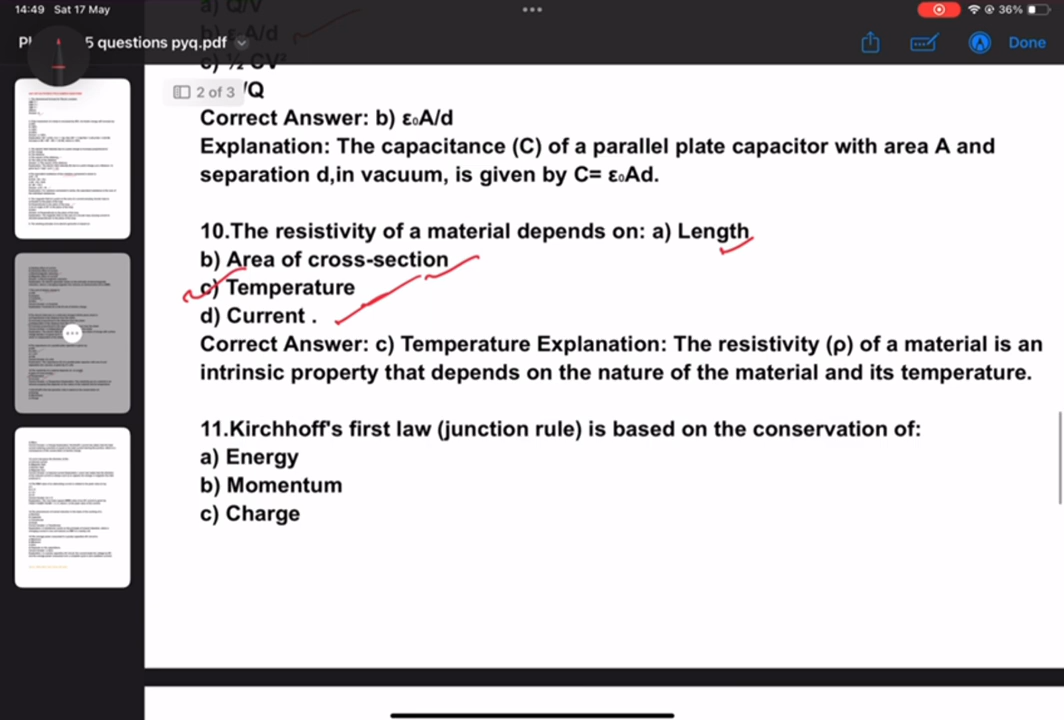 14:49 Sat 17 May
36%
a) Q/V
5 questions pyq.pdf
Done
b) ε₀A/d
c) ½ CV²
2 of 3
/Q
Correct Answer: b) ε₀A/d
Explanation: The capacitance (C) of a parallel plate capacitor with area A and
separation d,in vacuum, is given by C= ε₀Ad.
10.The resistivity of a material depends on: a) Length
b) Area of cross-section
c) Temperature
d) Current .
Correct Answer: c) Temperature Explanation: The resistivity (ρ) of a material is an
intrinsic property that depends on the nature of the material and its temperature.
11.Kirchhoff's first law (junction rule) is based on the conservation of:
a) Energy
b) Momentum
c) Charge